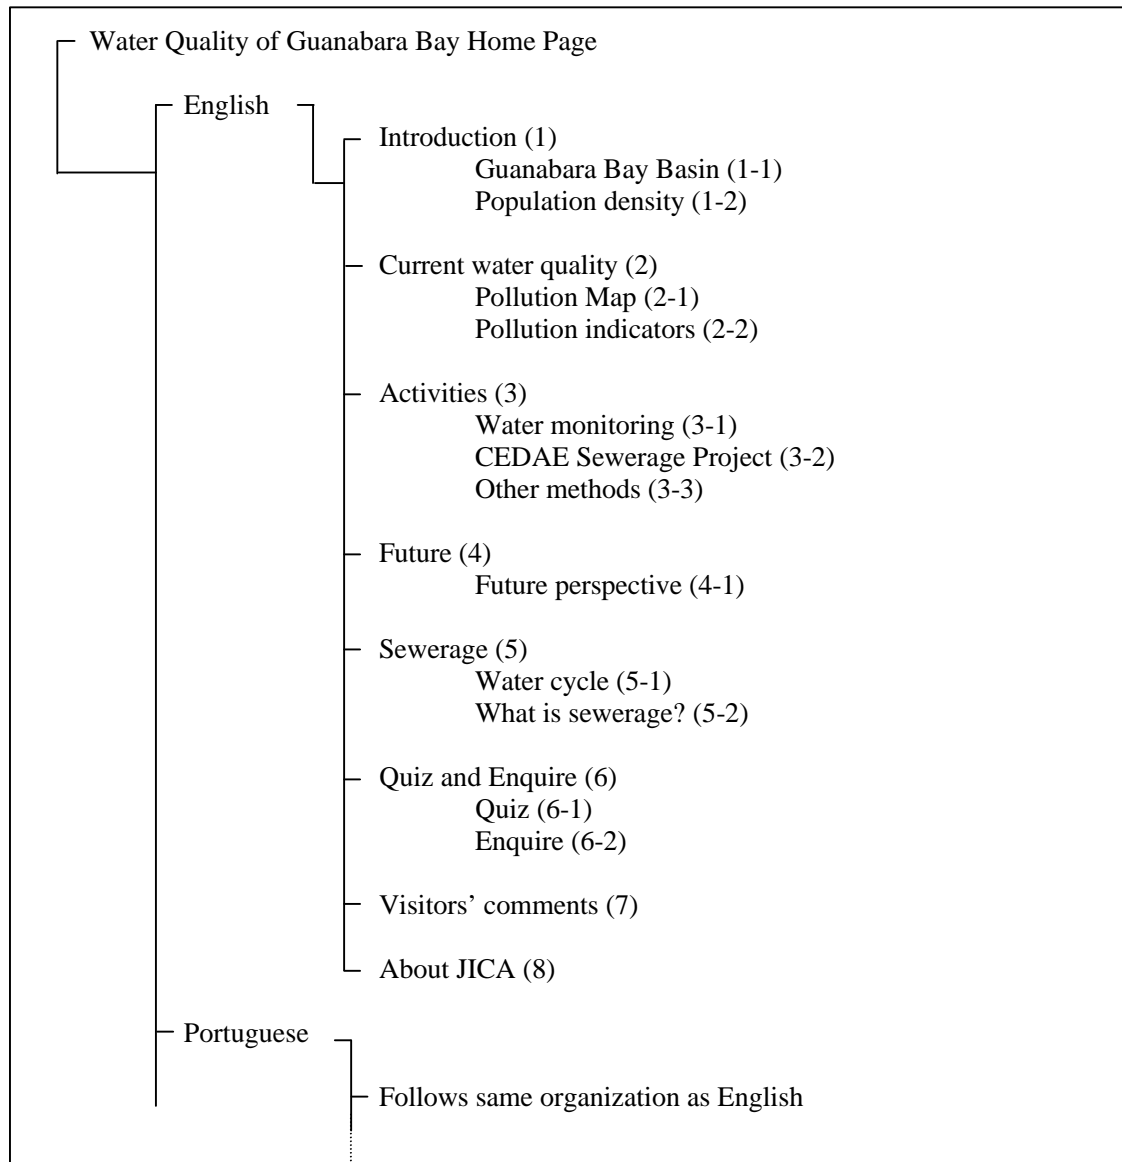 Water Quality of Guanabara Bay Home Page
English
Introduction (1)
Guanabara Bay Basin (1-1)
Population density (1-2)
Current water quality (2)
Pollution Map (2-1)
Pollution indicators (2-2)
Activities (3)
Water monitoring (3-1)
CEDAE Sewerage Project (3-2)
Other methods (3-3)
Future (4)
Future perspective (4-1)
Sewerage (5)
Water cycle (5-1)
What is sewerage? (5-2)
Quiz and Enquire (6)
Quiz (6-1)
Enquire (6-2)
Visitors’ comments (7)
About JICA (8)
Portuguese
Follows same organization as English